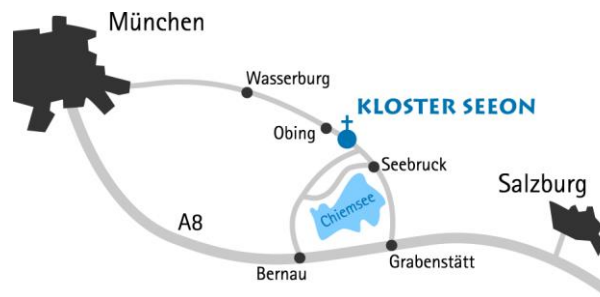 München
Wasserburg
KLOSTER SEEON
Obing
Seebruck
Salzburg
Chiemsee
A8
Grabenstätt
Bernau